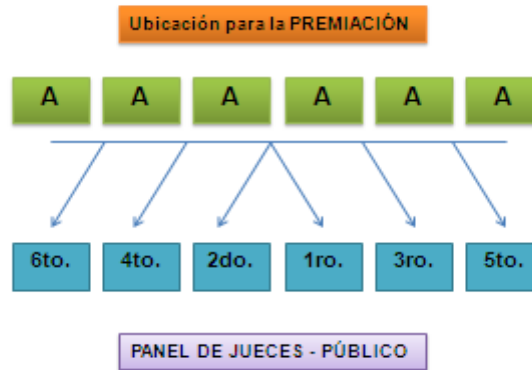 Ubicación para la PREMIACIÓN
A A A A A A
6to. 4to. 2do. 1ro. 3ro. 5to.
PANEL DE JUECES - PÚBLICO